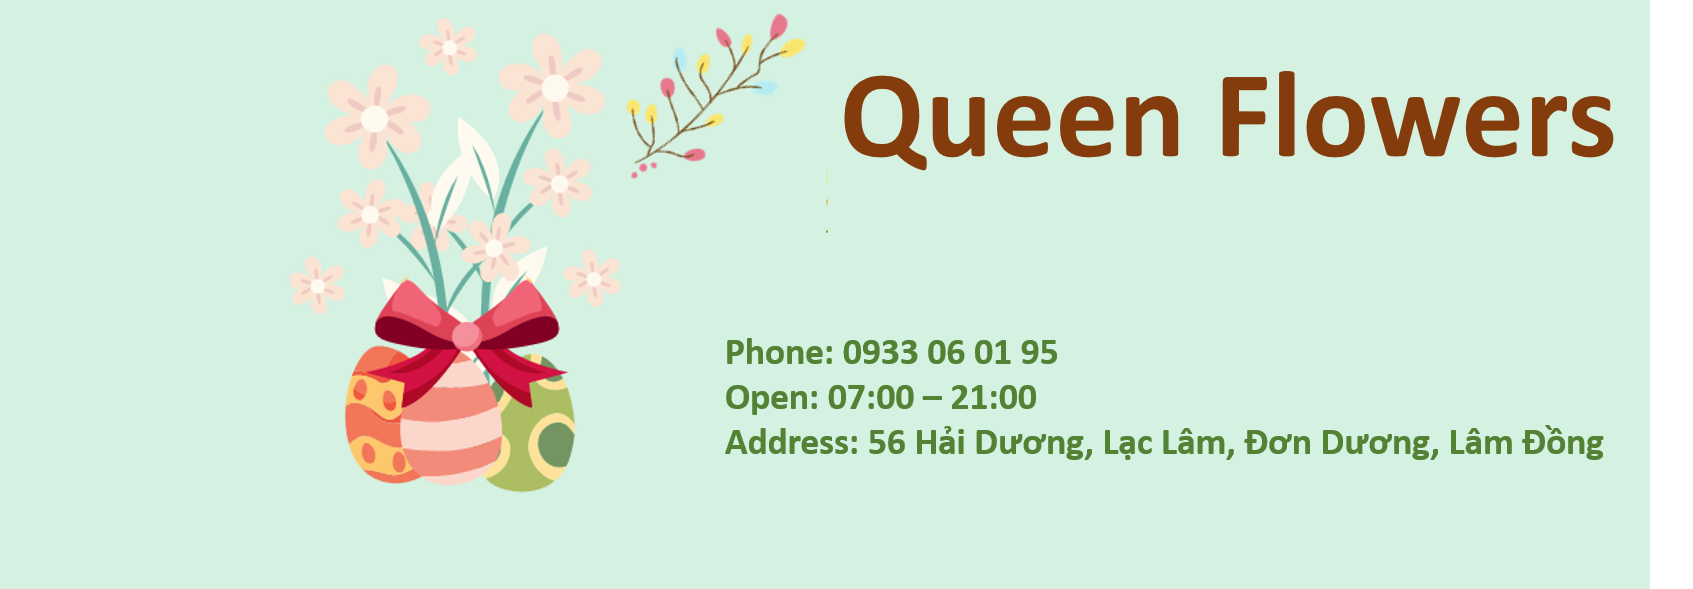 Queen Flowers
Phone: 0933 06 01 95
Open: 07:00 – 21:00
Address: 56 Hải Dương, Lạc Lâm, Đơn Dương, Lâm Đồng